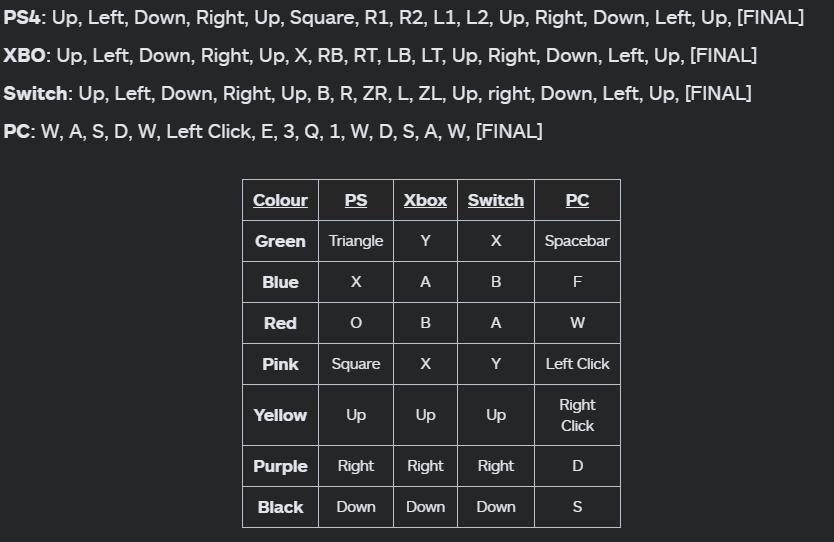 PS4: Up, Left, Down, Right, Up, Square, R1, R2, L1, L2, Up, Right, Down, Left, Up, [FINAL]
XBO: Up, Left, Down, Right, Up, X, RB, RT, LB, LT, Up, Right, Down, Left, Up, [FINAL]
Switch: Up, Left, Down, Right, Up, B, R, ZR, L, ZL, Up, right, Down, Left, Up, [FINAL]
PC: W, A, S, D, W, Left Click, E, 3, Q, 1, W, D, S, A, W, [FINAL]
Colour PS Xbox Switch PC
Green Triangle Y X Spacebar
Blue X A B F
Red O B A W
Pink Square X Y Left Click
Yellow Up Up Up Right
Click
Purple Right Right Right D
Black Down Down Down S